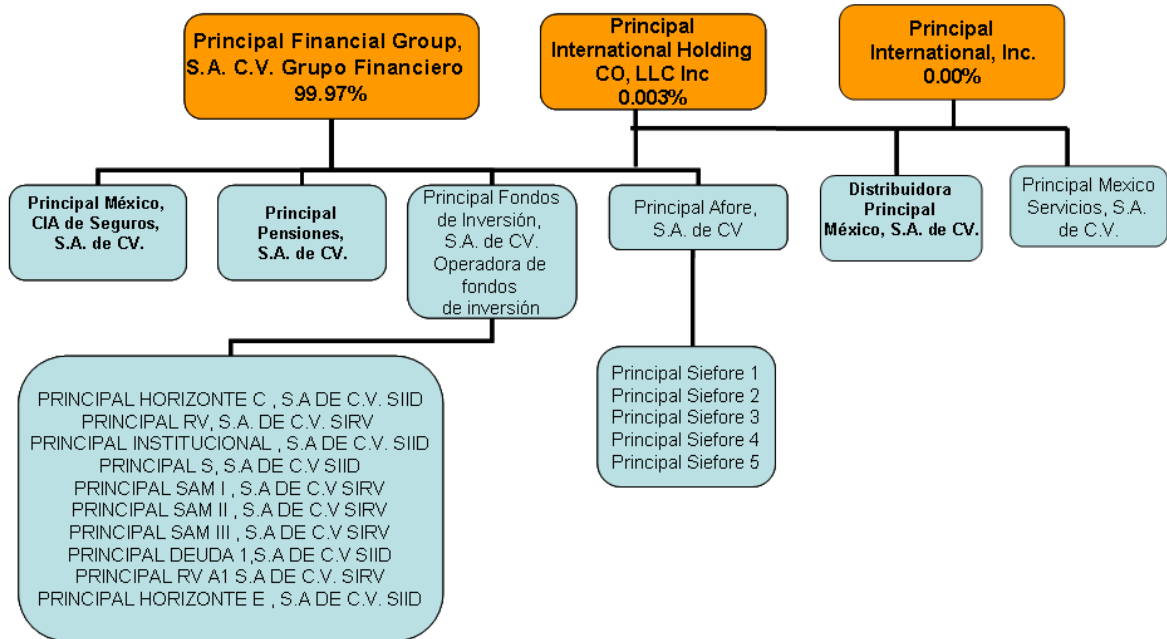 Principal Financial Group,
S.A. C.V. Grupo Financiero
99.97%
Principal
International Holding
CO, LLC Inc
0.003%
Principal
International, Inc.
0.00%
Principal México,
CIA de Seguros,
S.A. de CV.
Principal
Pensiones,
S.A. de CV.
Principal Fondos
de Inversión,
S.A. de CV.
Operadora de
fondos
de inversión
Principal Afore,
S.A. de CV
Distribuidora
Principal
México, S.A. de CV.
Principal Mexico
Servicios, S.A.
de C.V.
PRINCIPAL HORIZONTE C , S.A DE C.V. SIID
PRINCIPAL RV, S.A. DE C.V. SIRV
PRINCIPAL INSTITUCIONAL , S.A DE C.V. SIID
PRINCIPAL S, S.A DE C.V SIID
PRINCIPAL SAM I , S.A DE C.V SIRV
PRINCIPAL SAM II , S.A DE C.V SIRV
PRINCIPAL SAM III , S.A DE C.V SIRV
PRINCIPAL DEUDA 1,S.A DE C.V SIID
PRINCIPAL RV A1 S.A DE C.V. SIRV
PRINCIPAL HORIZONTE E , S.A DE C.V. SIID
Principal Siefore 1
Principal Siefore 2
Principal Siefore 3
Principal Siefore 4
Principal Siefore 5